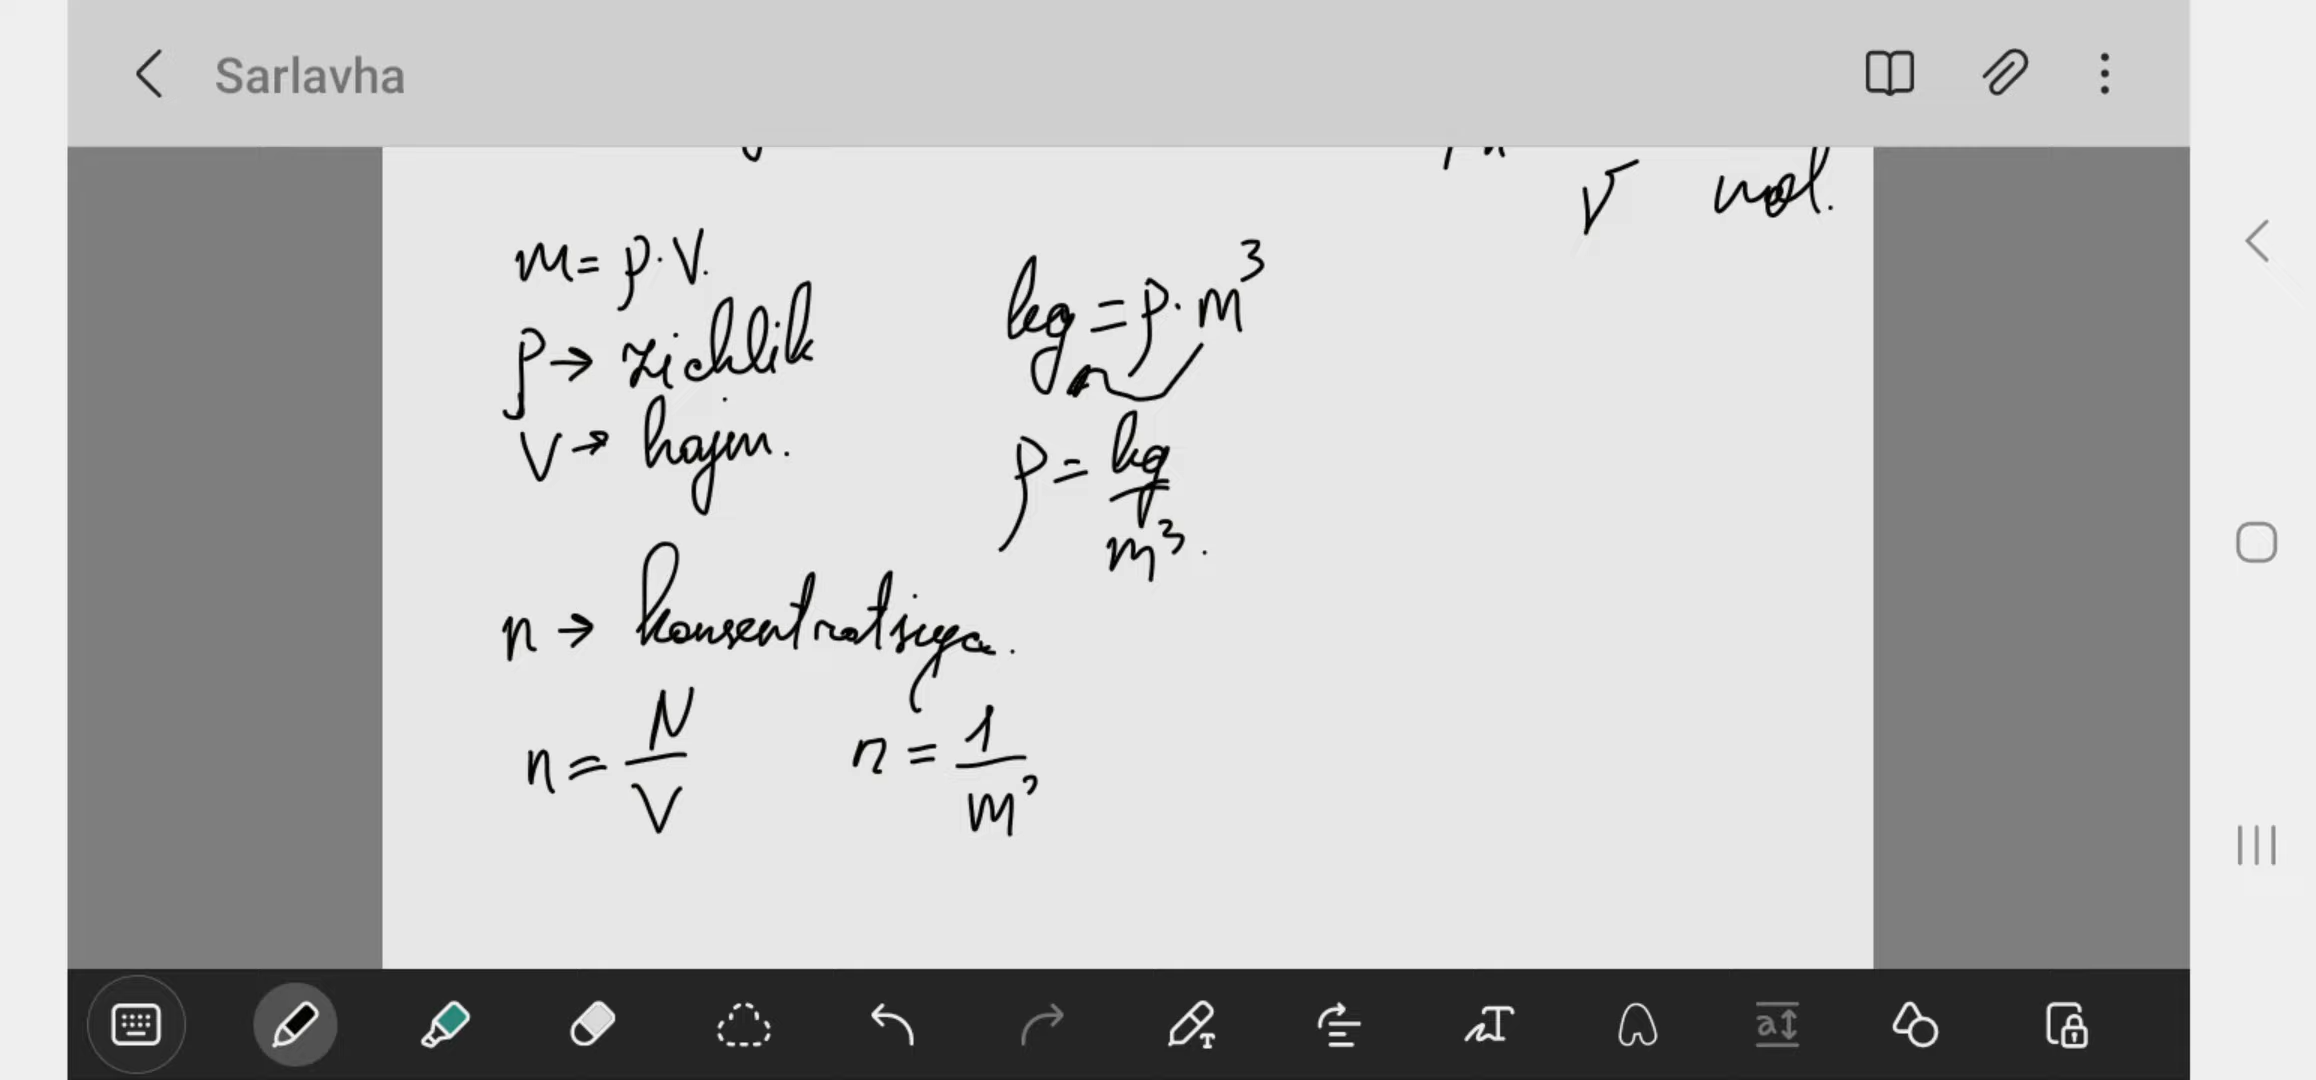 Sarlavha
ν mol.
m = ρ · V.
ρ → zichlik
V → hajm.
kg = ρ · m³
ρ = kg / m³.
n → konsentratsiya.
n = N / V
n = 1 / m³